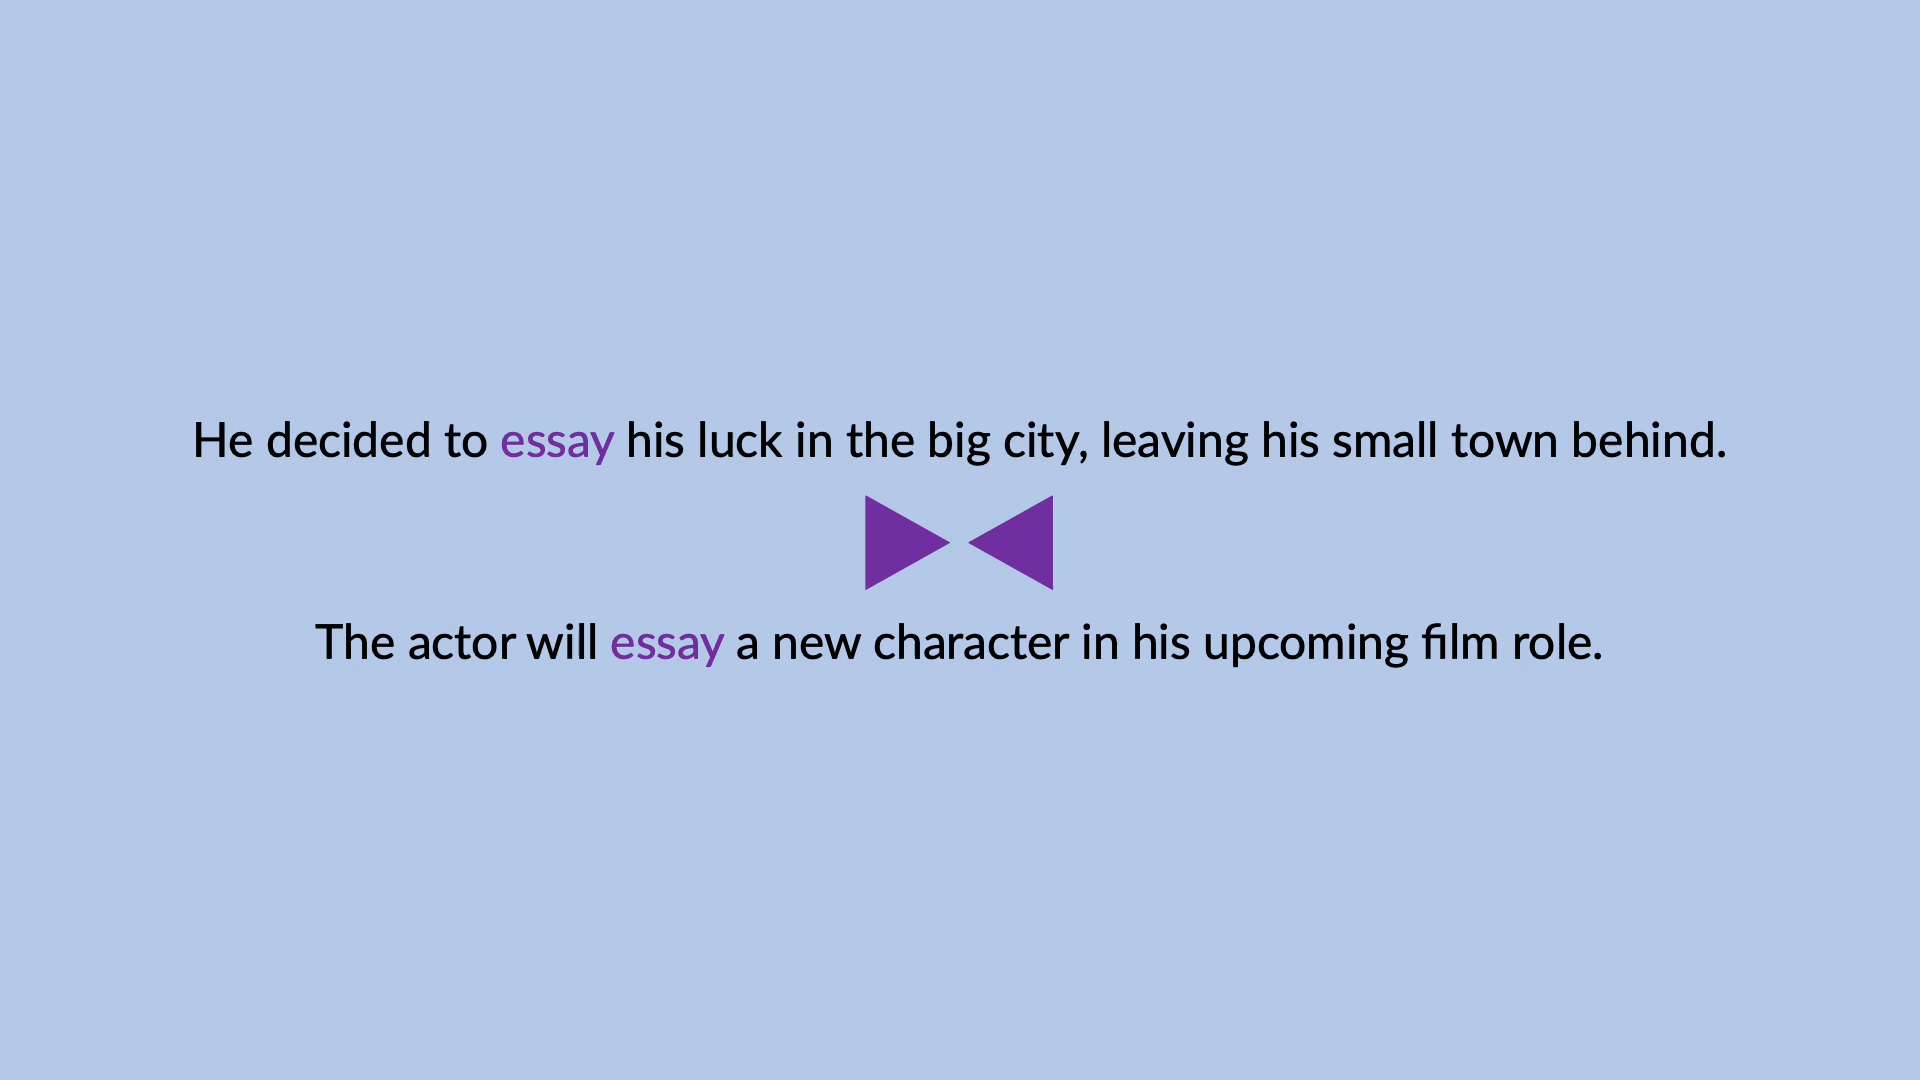 He decided to essay his luck in the big city, leaving his small town behind.
The actor will essay a new character in his upcoming film role.